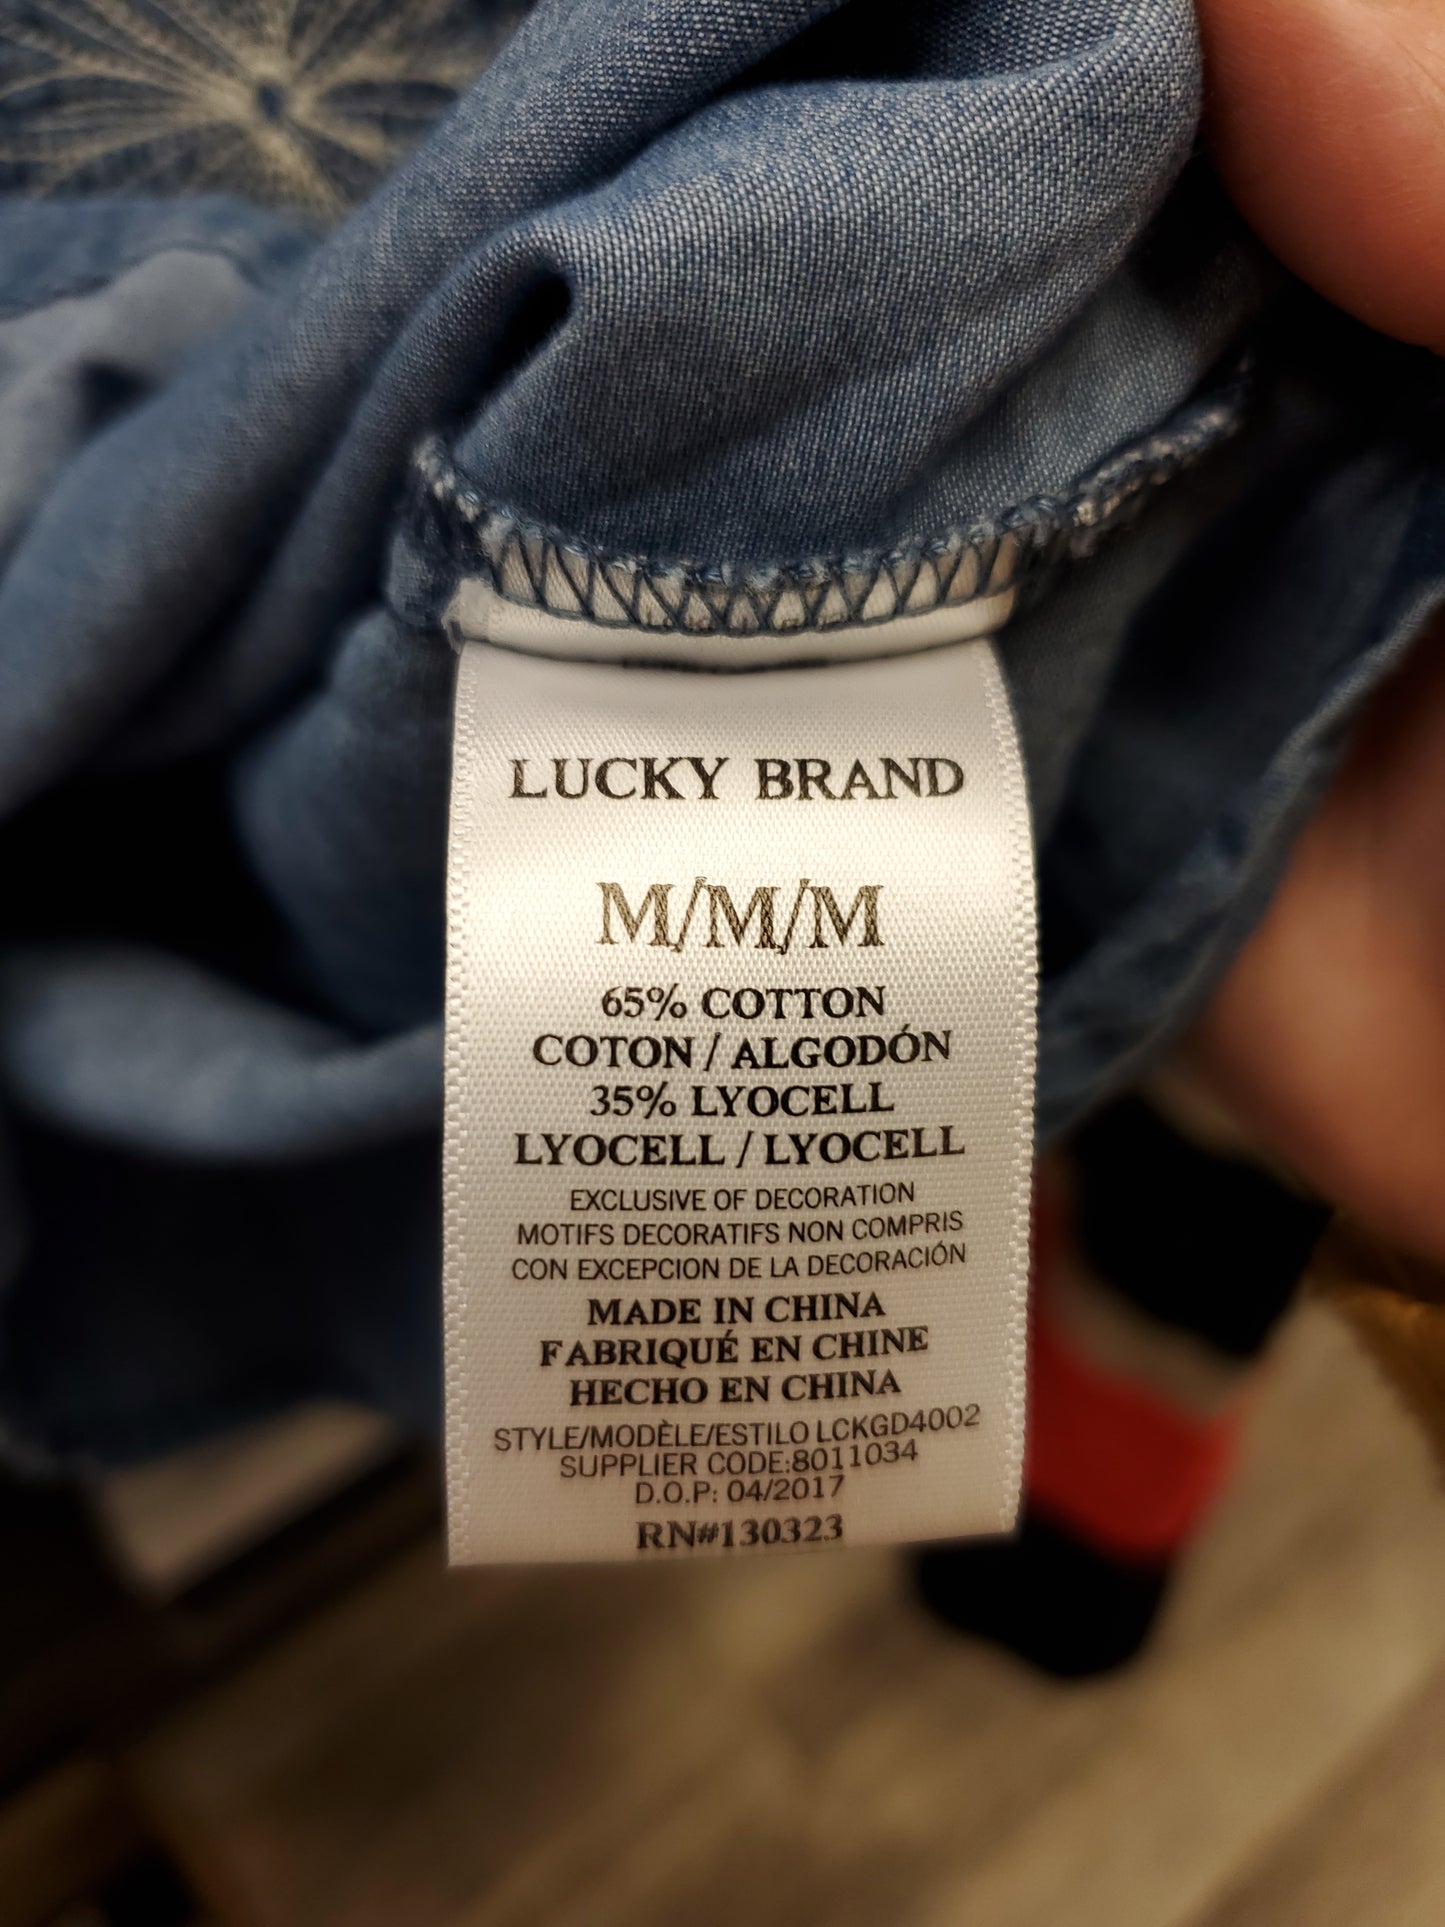 LUCKY BRAND
M/M/M
65% COTTON
COTON / ALGODÓN
35% LYOCELL
LYOCELL / LYOCELL
EXCLUSIVE OF DECORATION
MOTIFS DECORATIFS NON COMPRIS
CON EXCEPCION DE LA DECORACIÓN
MADE IN CHINA
FABRIQUÉ EN CHINE
HECHO EN CHINA
STYLE/MODÈLE/ESTILO LCKGD4002
SUPPLIER CODE:8011034
D.O.P: 04/2017
RN#130323